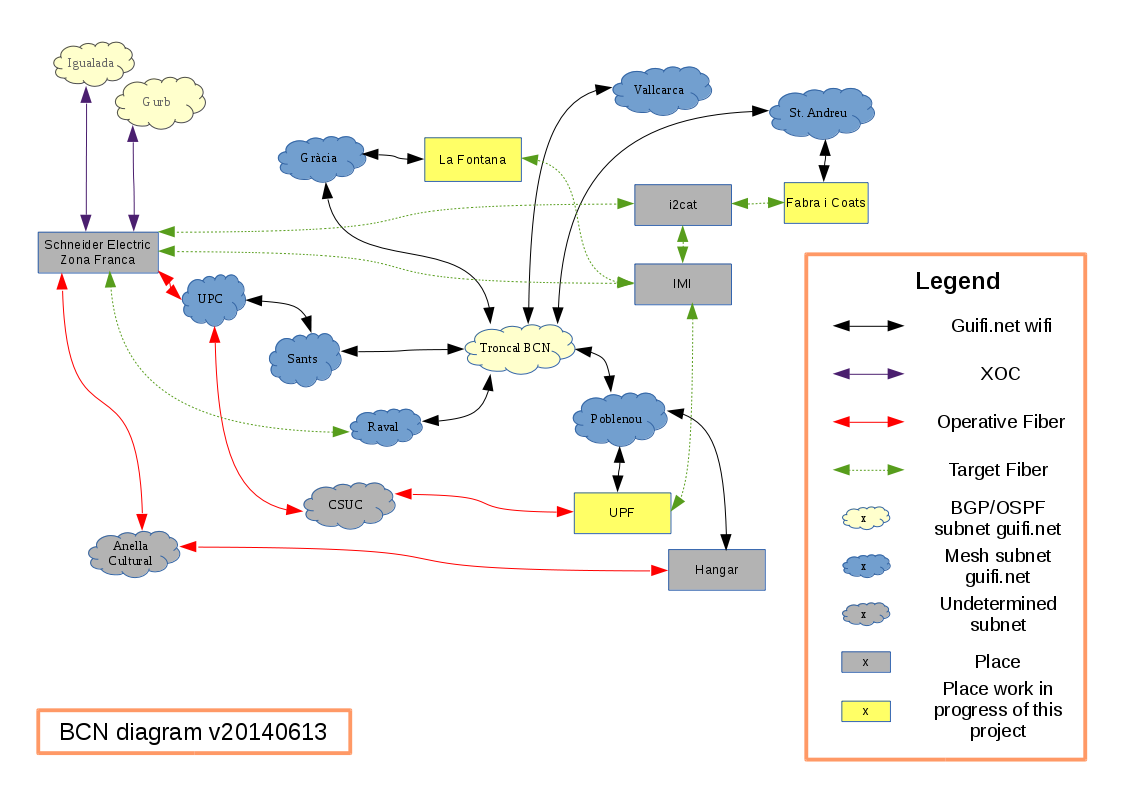 Igualada
Gurb
Vallcarca
St. Andreu
Gràcia
La Fontana
i2cat
Fabra i Coats
Schneider Electric
Zona Franca
IMI
UPC
Sants
Troncal BCN
Raval
Poblenou
CSUC
UPF
Anella
Cultural
Hangar
Legend
Guifi.net wifi
XOC
Operative Fiber
Target Fiber
x
BGP/OSPF
subnet guifi.net
x
Mesh subnet
guifi.net
x
Undetermined
subnet
x
Place
x
Place work in
progress of this
project
BCN diagram v20140613